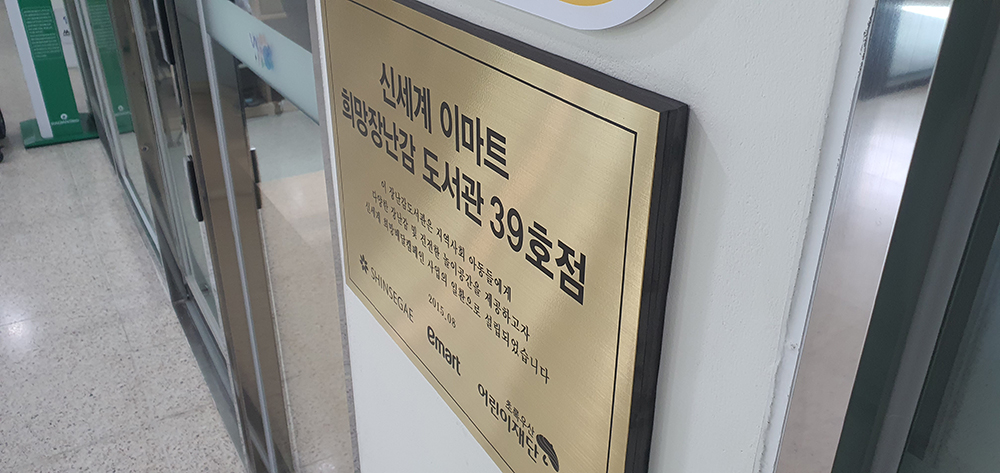 신세계 이마트
희망장난감 도서관 39호점
이 장난감도서관은 지역사회 아동들에게
다양한 장난감 및 건전한 놀이공간을 제공하고자
신세계 희망배달캠페인 사업의 일환으로 설립되었습니다
2015.08
SHINSEGAE
emart
초록우산
어린이재단